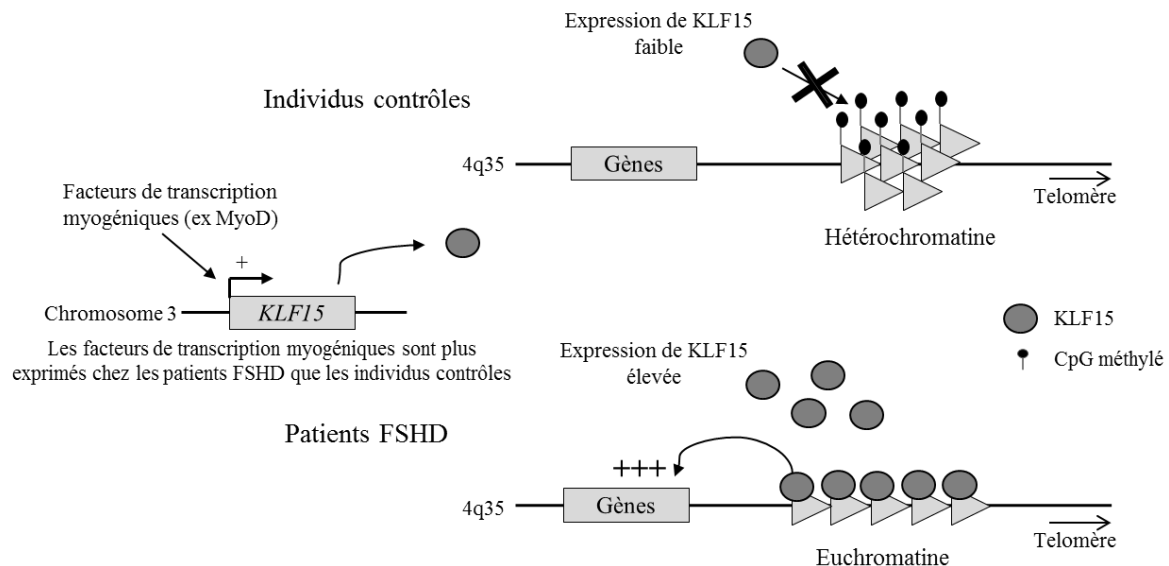 Expression de KLF15
faible
Individus contrôles
4q35
Gènes
Telomère
Hétérochromatine
Facteurs de transcription
myogéniques (ex MyoD)
+
Chromosome 3
KLF15
Les facteurs de transcription myogéniques sont plus
exprimés chez les patients FSHD que les individus contrôles
KLF15
CpG méthylé
Expression de KLF15
élevée
Patients FSHD
+++
4q35
Gènes
Telomère
Euchromatine